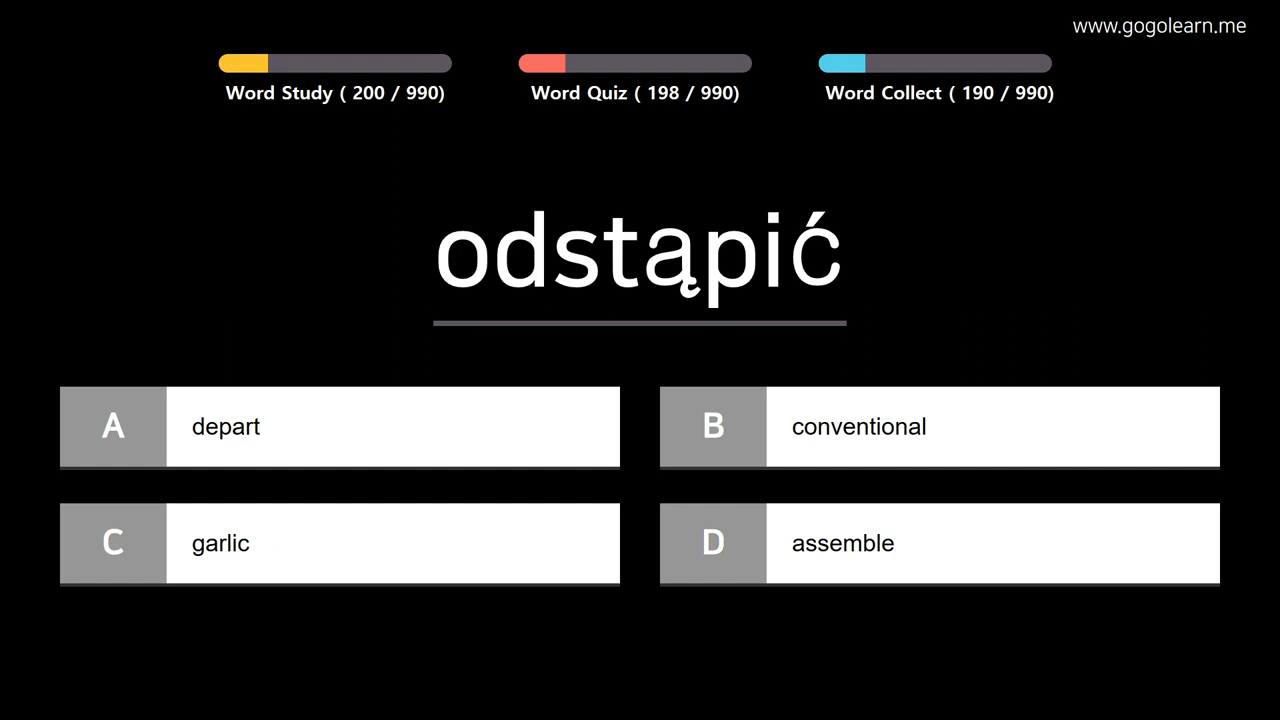 www.gogolearn.me
Word Study ( 200 / 990)
Word Quiz ( 198 / 990)
Word Collect ( 190 / 990)
odstąpić
A depart
B conventional
C garlic
D assemble